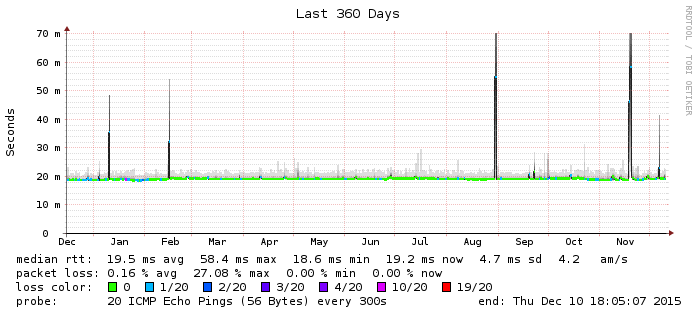 Last 360 Days
RRDTOOL / TOBI OETIKER
Seconds
70 m
60 m
50 m
40 m
30 m
20 m
10 m
0
Dec Jan Feb Mar Apr May Jun Jul Aug Sep Oct Nov
median rtt: 19.5 ms avg 58.4 ms max 18.6 ms min 19.2 ms now 4.7 ms sd 4.2 am/s
packet loss: 0.16 % avg 27.08 % max 0.00 % min 0.00 % now
loss color: 0 1/20 2/20 3/20 4/20 10/20 19/20
probe: 20 ICMP Echo Pings (56 Bytes) every 300s end: Thu Dec 10 18:05:07 2015